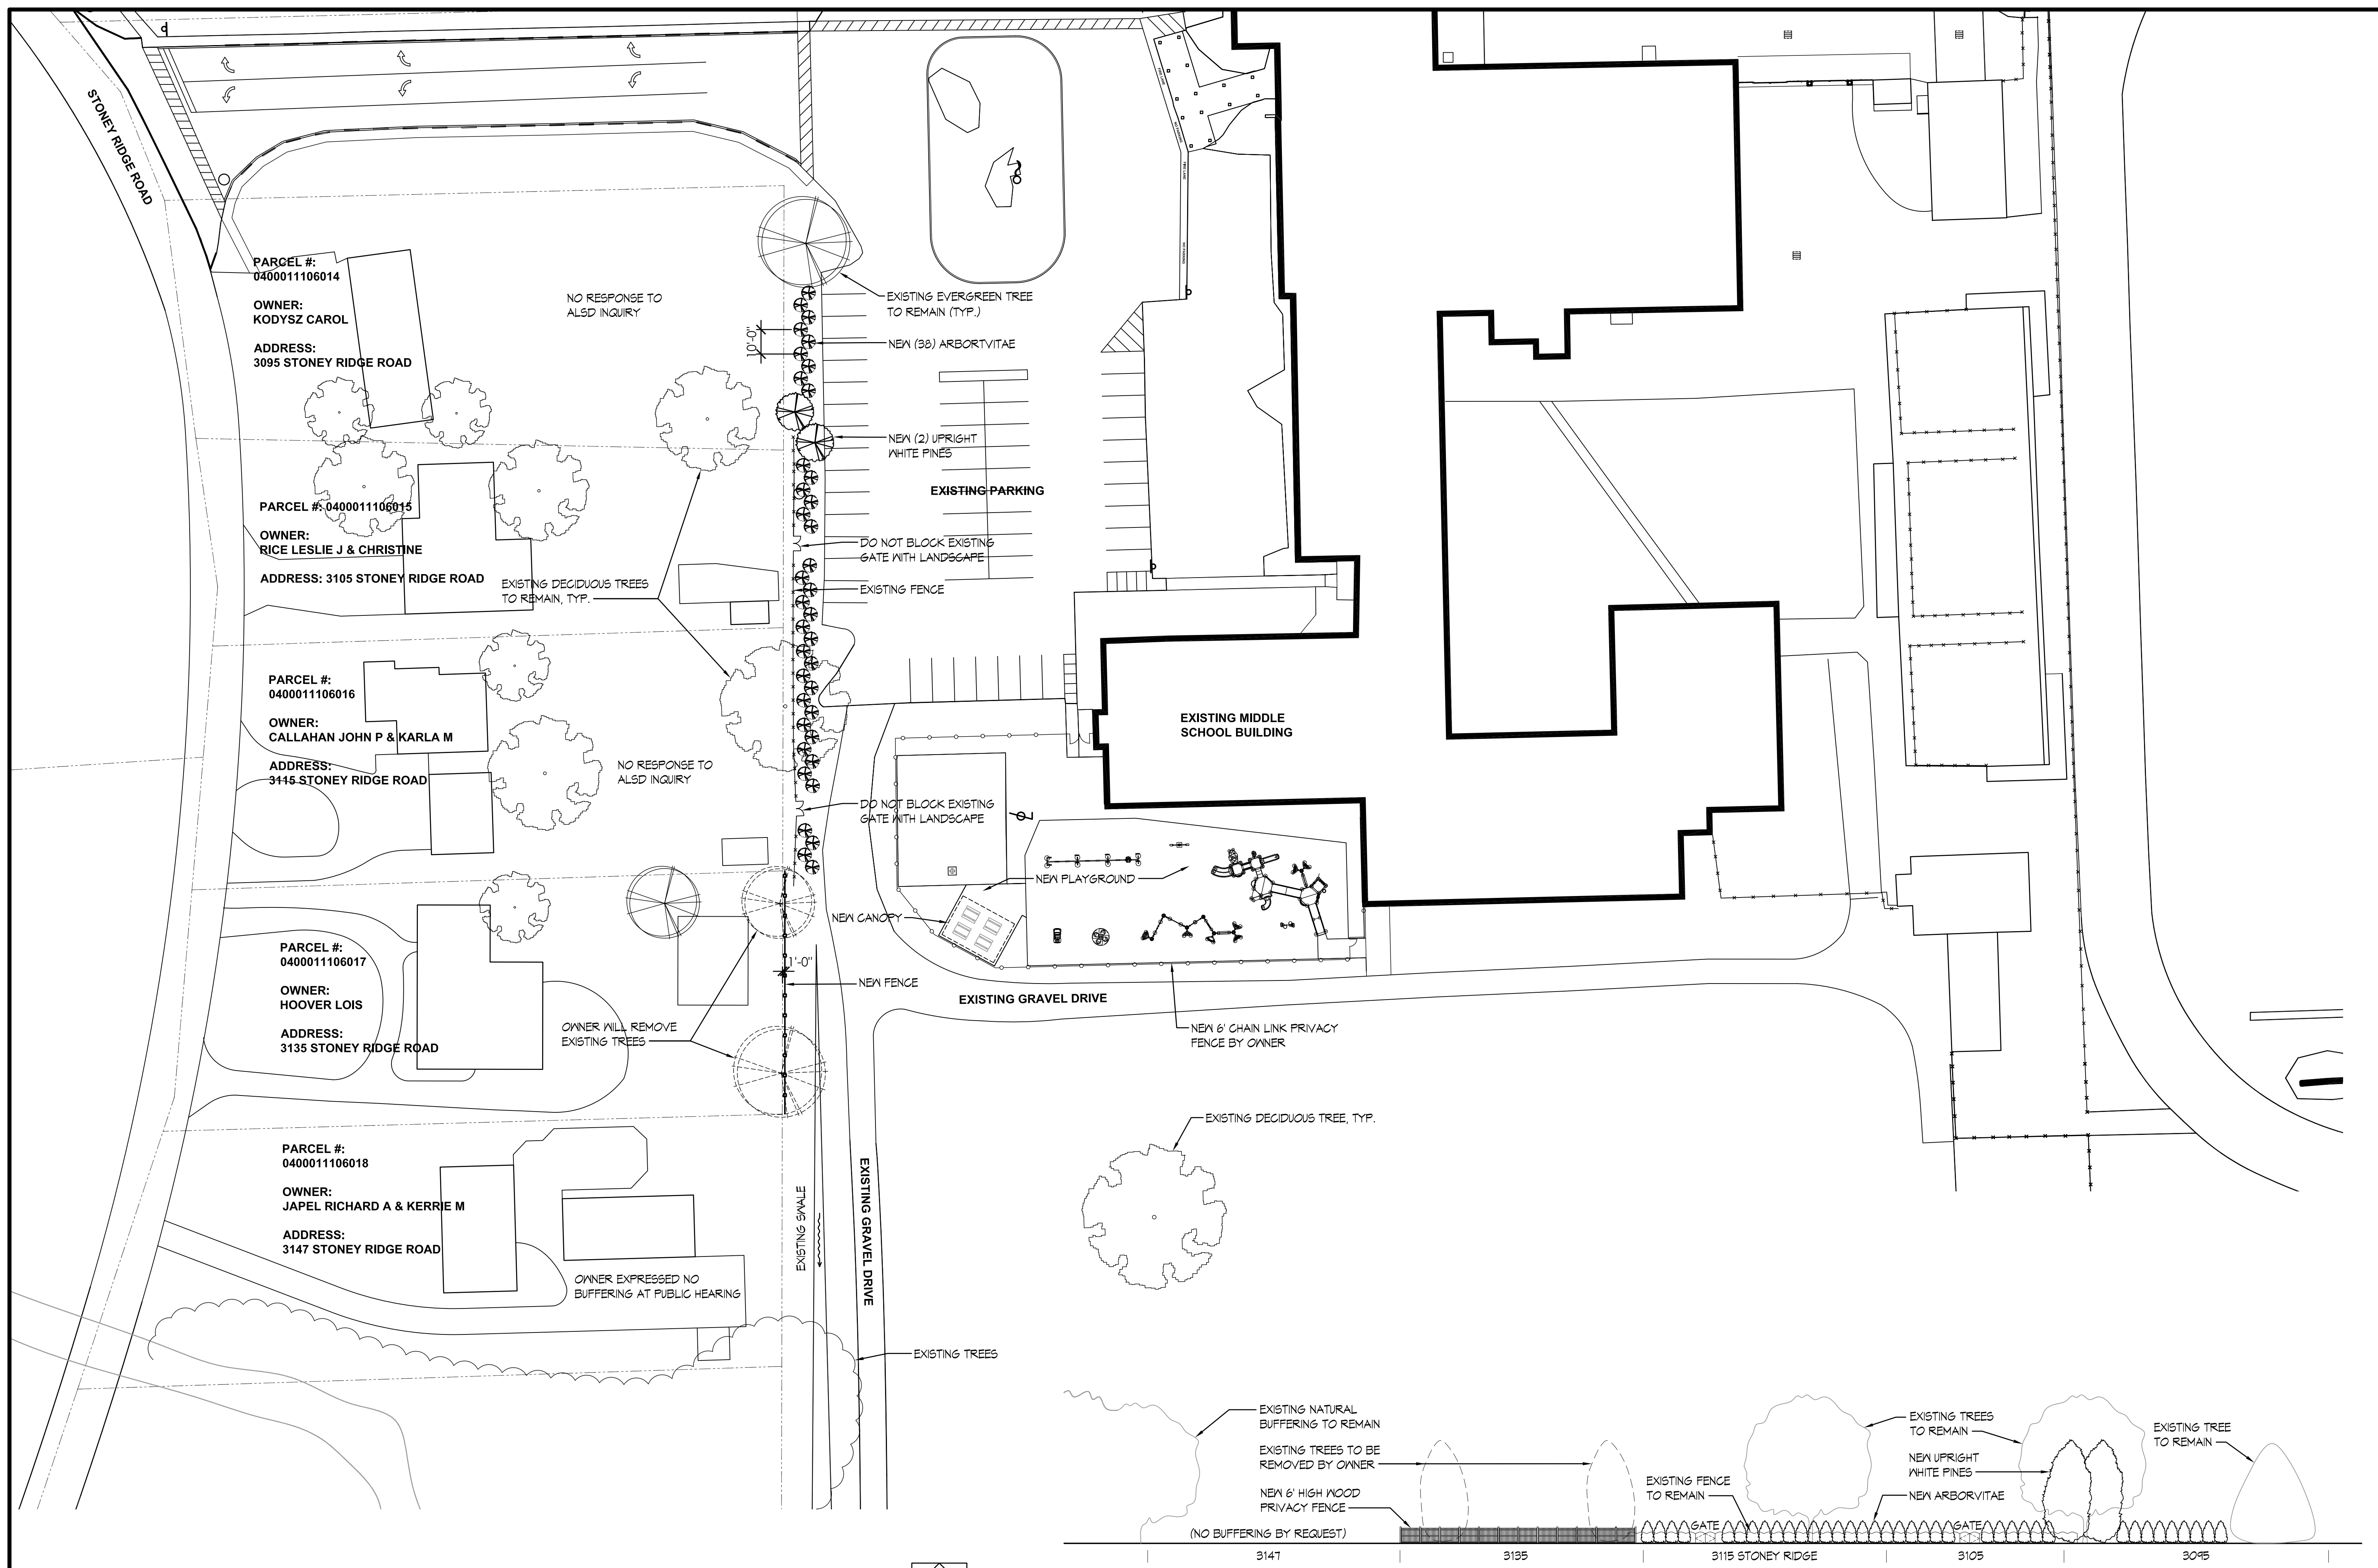 STONEY RIDGE ROAD
FIRE LANE
NO PARKING
FIRE LANE
NO PARKING
PARCEL #:
0400011106014
OWNER:
KODYSZ CAROL
ADDRESS:
3095 STONEY RIDGE ROAD
NO RESPONSE TO
ALSD INQUIRY
10'-0"
EXISTING EVERGREEN TREE
TO REMAIN (TYP.)
NEW (38) ARBORTVITAE
NEW (2) UPRIGHT
WHITE PINES
EXISTING PARKING
PARCEL #: 0400011106015
OWNER:
RICE LESLIE J & CHRISTINE
ADDRESS: 3105 STONEY RIDGE ROAD
EXISTING DECIDUOUS TREES
TO REMAIN, TYP.
DO NOT BLOCK EXISTING
GATE WITH LANDSCAPE
EXISTING FENCE
PARCEL #:
0400011106016
OWNER:
CALLAHAN JOHN P & KARLA M
ADDRESS:
3115 STONEY RIDGE ROAD
NO RESPONSE TO
ALSD INQUIRY
EXISTING MIDDLE
SCHOOL BUILDING
DO NOT BLOCK EXISTING
GATE WITH LANDSCAPE
NEW PLAYGROUND
NEW CANOPY
PARCEL #:
0400011106017
OWNER:
HOOVER LOIS
ADDRESS:
3135 STONEY RIDGE ROAD
1'-0"
NEW FENCE
OWNER WILL REMOVE
EXISTING TREES
EXISTING GRAVEL DRIVE
NEW 6' CHAIN LINK PRIVACY
FENCE BY OWNER
EXISTING DECIDUOUS TREE, TYP.
PARCEL #:
0400011106018
OWNER:
JAPEL RICHARD A & KERRIE M
ADDRESS:
3147 STONEY RIDGE ROAD
OWNER EXPRESSED NO
BUFFERING AT PUBLIC HEARING
EXISTING SWALE
EXISTING GRAVEL DRIVE
EXISTING TREES
EXISTING NATURAL
BUFFERING TO REMAIN
EXISTING TREES TO BE
REMOVED BY OWNER
NEW 6' HIGH WOOD
PRIVACY FENCE
(NO BUFFERING BY REQUEST)
EXISTING FENCE
TO REMAIN
EXISTING TREES
TO REMAIN
NEW UPRIGHT
WHITE PINES
NEW ARBORVITAE
EXISTING TREE
TO REMAIN
GATE
GATE
3147
3135
3115 STONEY RIDGE
3105
3095